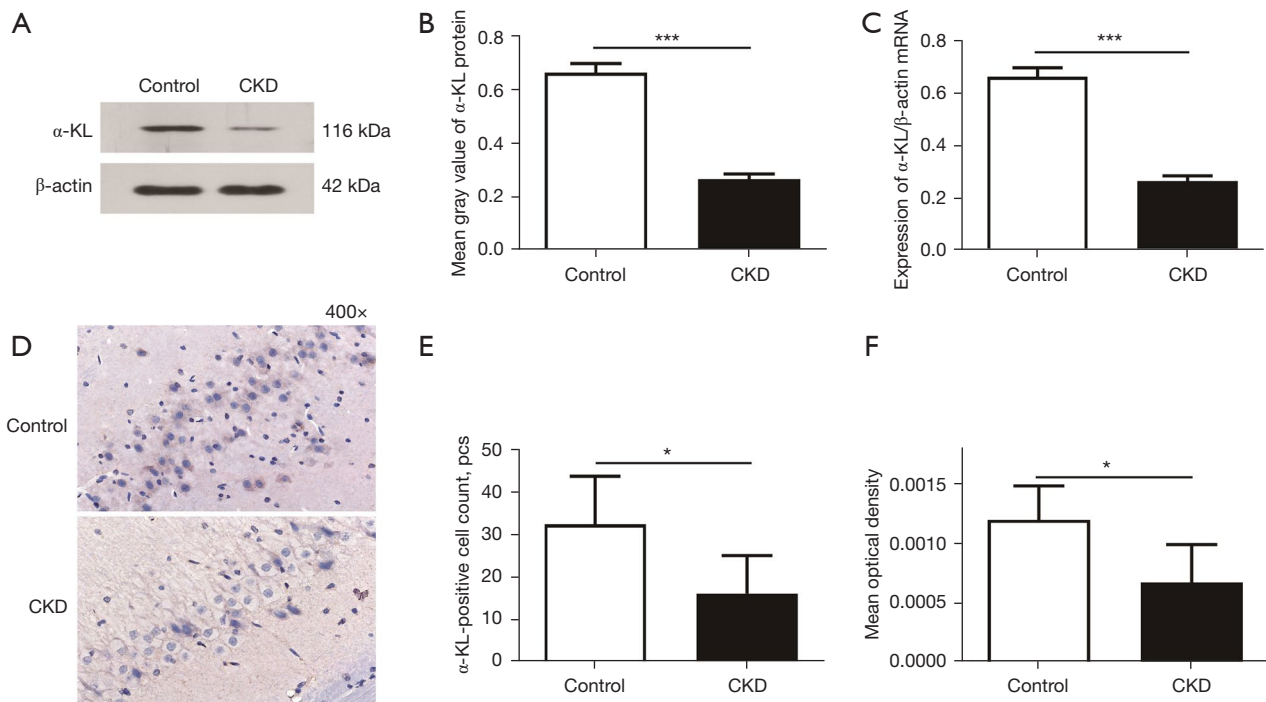 A
Control CKD
α-KL 116 kDa
β-actin 42 kDa
B
Mean gray value of α-KL protein
0.8
0.6
0.4
0.2
0.0
***
Control CKD
C
Expression of α-KL/β-actin mRNA
0.8
0.6
0.4
0.2
0.0
***
Control CKD
D
400×
Control
CKD
E
α-KL-positive cell count, pcs
50
40
30
20
10
0
*
Control CKD
F
Mean optical density
0.0015
0.0010
0.0005
0.0000
*
Control CKD